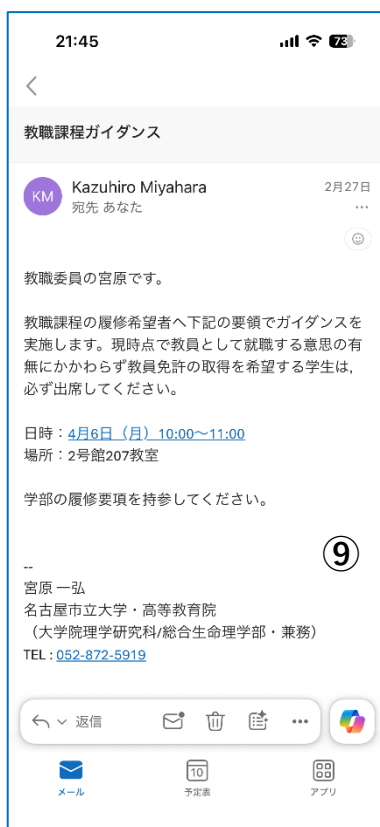 21:45
73
教職課程ガイダンス
KM
Kazuhiro Miyahara
2月27日
宛先 あなた
教職委員の宮原です。
教職課程の履修希望者へ下記の要領でガイダンスを
実施します。現時点で教員として就職する意思の有
無にかかわらず教員免許の取得を希望する学生は,
必ず出席してください。
日時：4月6日（月）10:00～11:00
場所：2号館207教室
学部の履修要項を持参してください。
⑨
--
宮原 一弘
名古屋市立大学・高等教育院
（大学院理学研究科/総合生命理学部・兼務）
TEL : 052-872-5919
返信
メール
10
予定表
アプリ